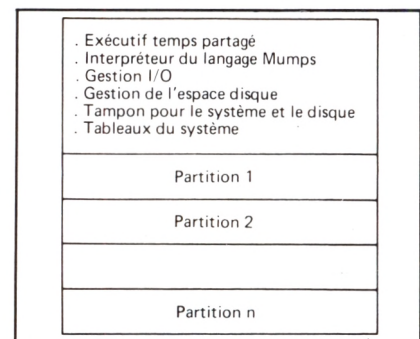 . Exécutif temps partagé
. Interpréteur du langage Mumps
. Gestion I/O
. Gestion de l'espace disque
. Tampon pour le système et le disque
. Tableaux du système
Partition 1
Partition 2
Partition n